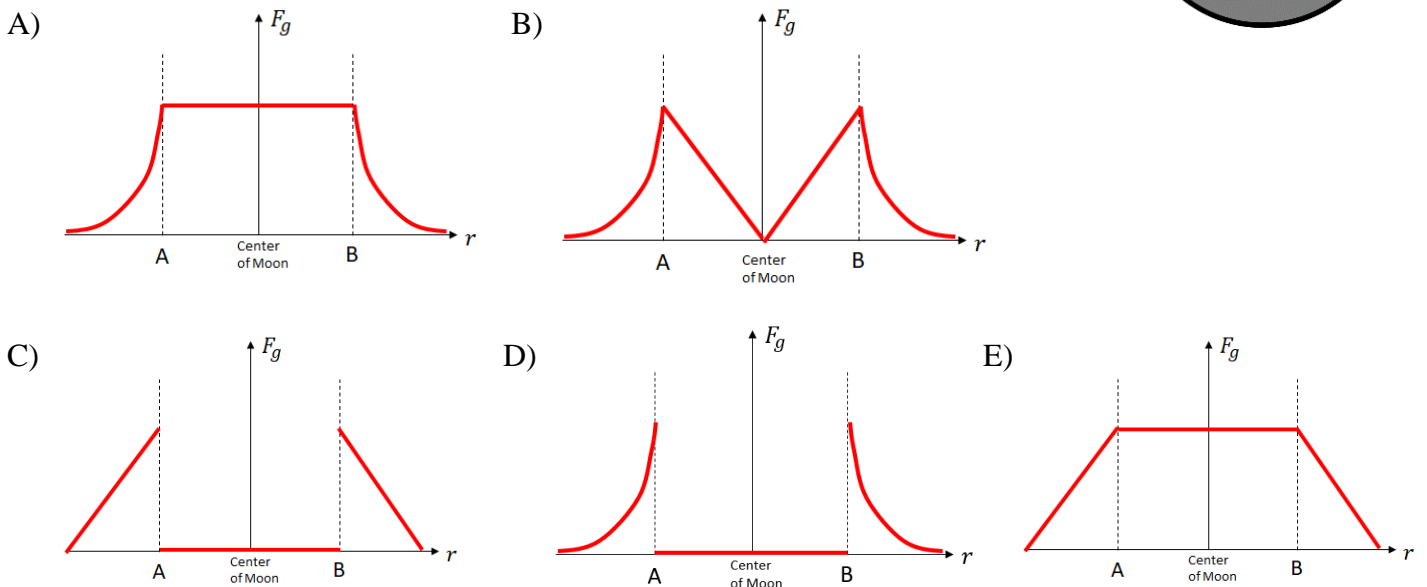 A)
F_g
A
Center
of Moon
B
r
B)
F_g
A
Center
of Moon
B
r
C)
F_g
A
Center
of Moon
B
r
D)
F_g
A
Center
of Moon
B
r
E)
F_g
A
Center
of Moon
B
r